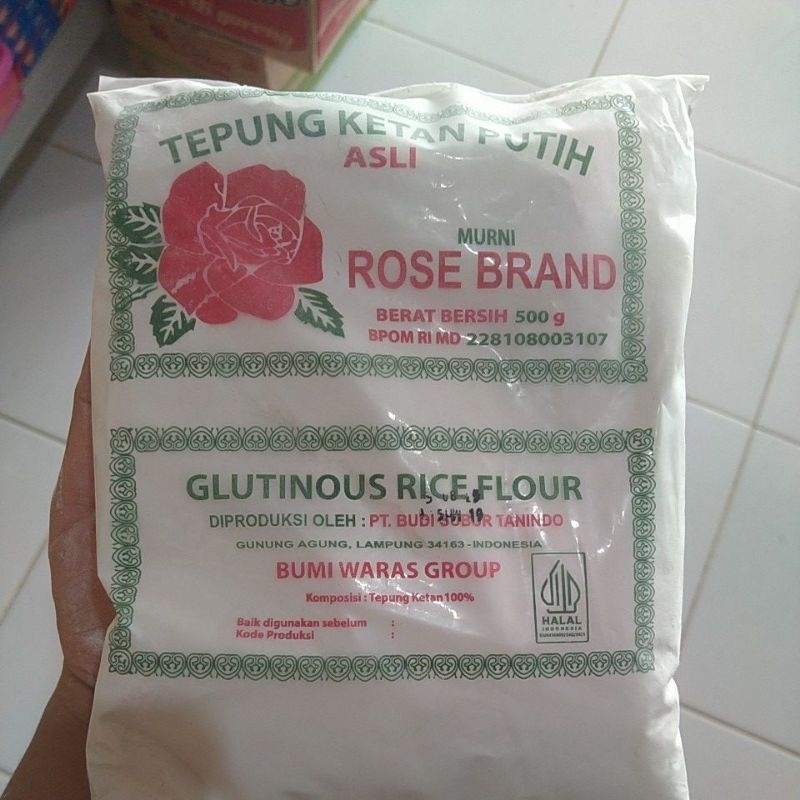 TEPUNG KETAN PUTIH
ASLI
MURNI
ROSE BRAND
BERAT BERSIH 500 g
BPOM RI MD 228108003107
GLUTINOUS RICE FLOUR
DIPRODUKSI OLEH : PT. BUDI SUBUR TANINDO
GUNUNG AGUNG, LAMPUNG 34163 - INDONESIA
BUMI WARAS GROUP
Komposisi : Tepung Ketan 100%
HALAL
INDONESIA
Baik digunakan sebelum :
Kode Produksi :